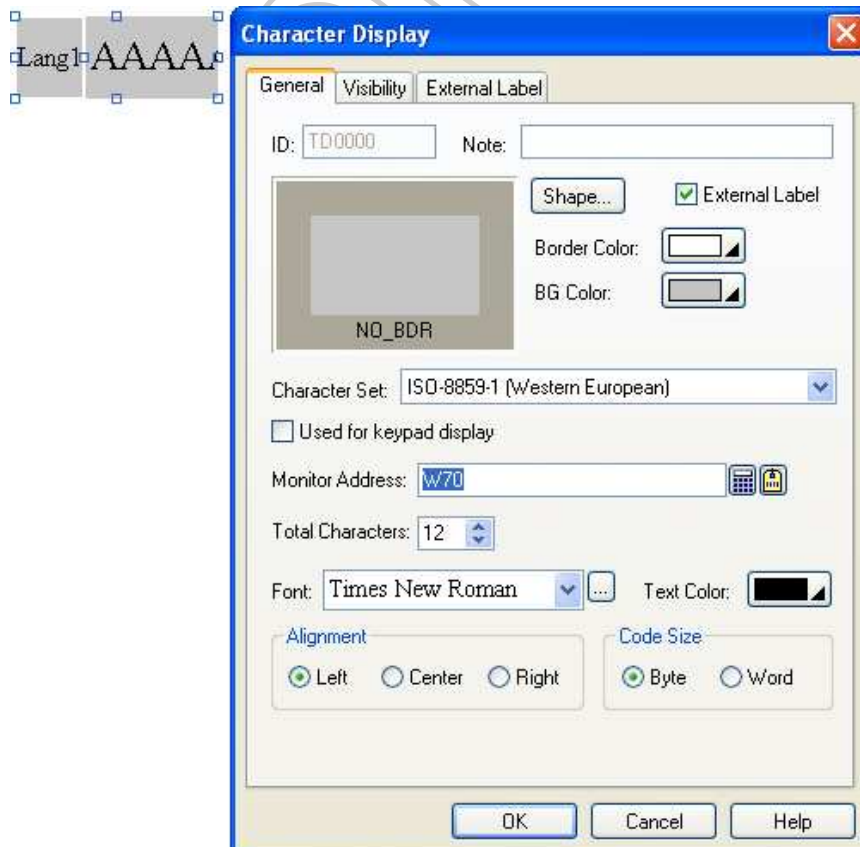 Lang1 AAAA
Character Display
General Visibility External Label
ID: TD0000 Note:
Shape... External Label
Border Color:
BG Color:
NO_BDR
Character Set: ISO-8859-1 (Western European)
Used for keypad display
Monitor Address: W70
Total Characters: 12
Font: Times New Roman ... Text Color:
Alignment Code Size
Left Center Right Byte Word
OK Cancel Help